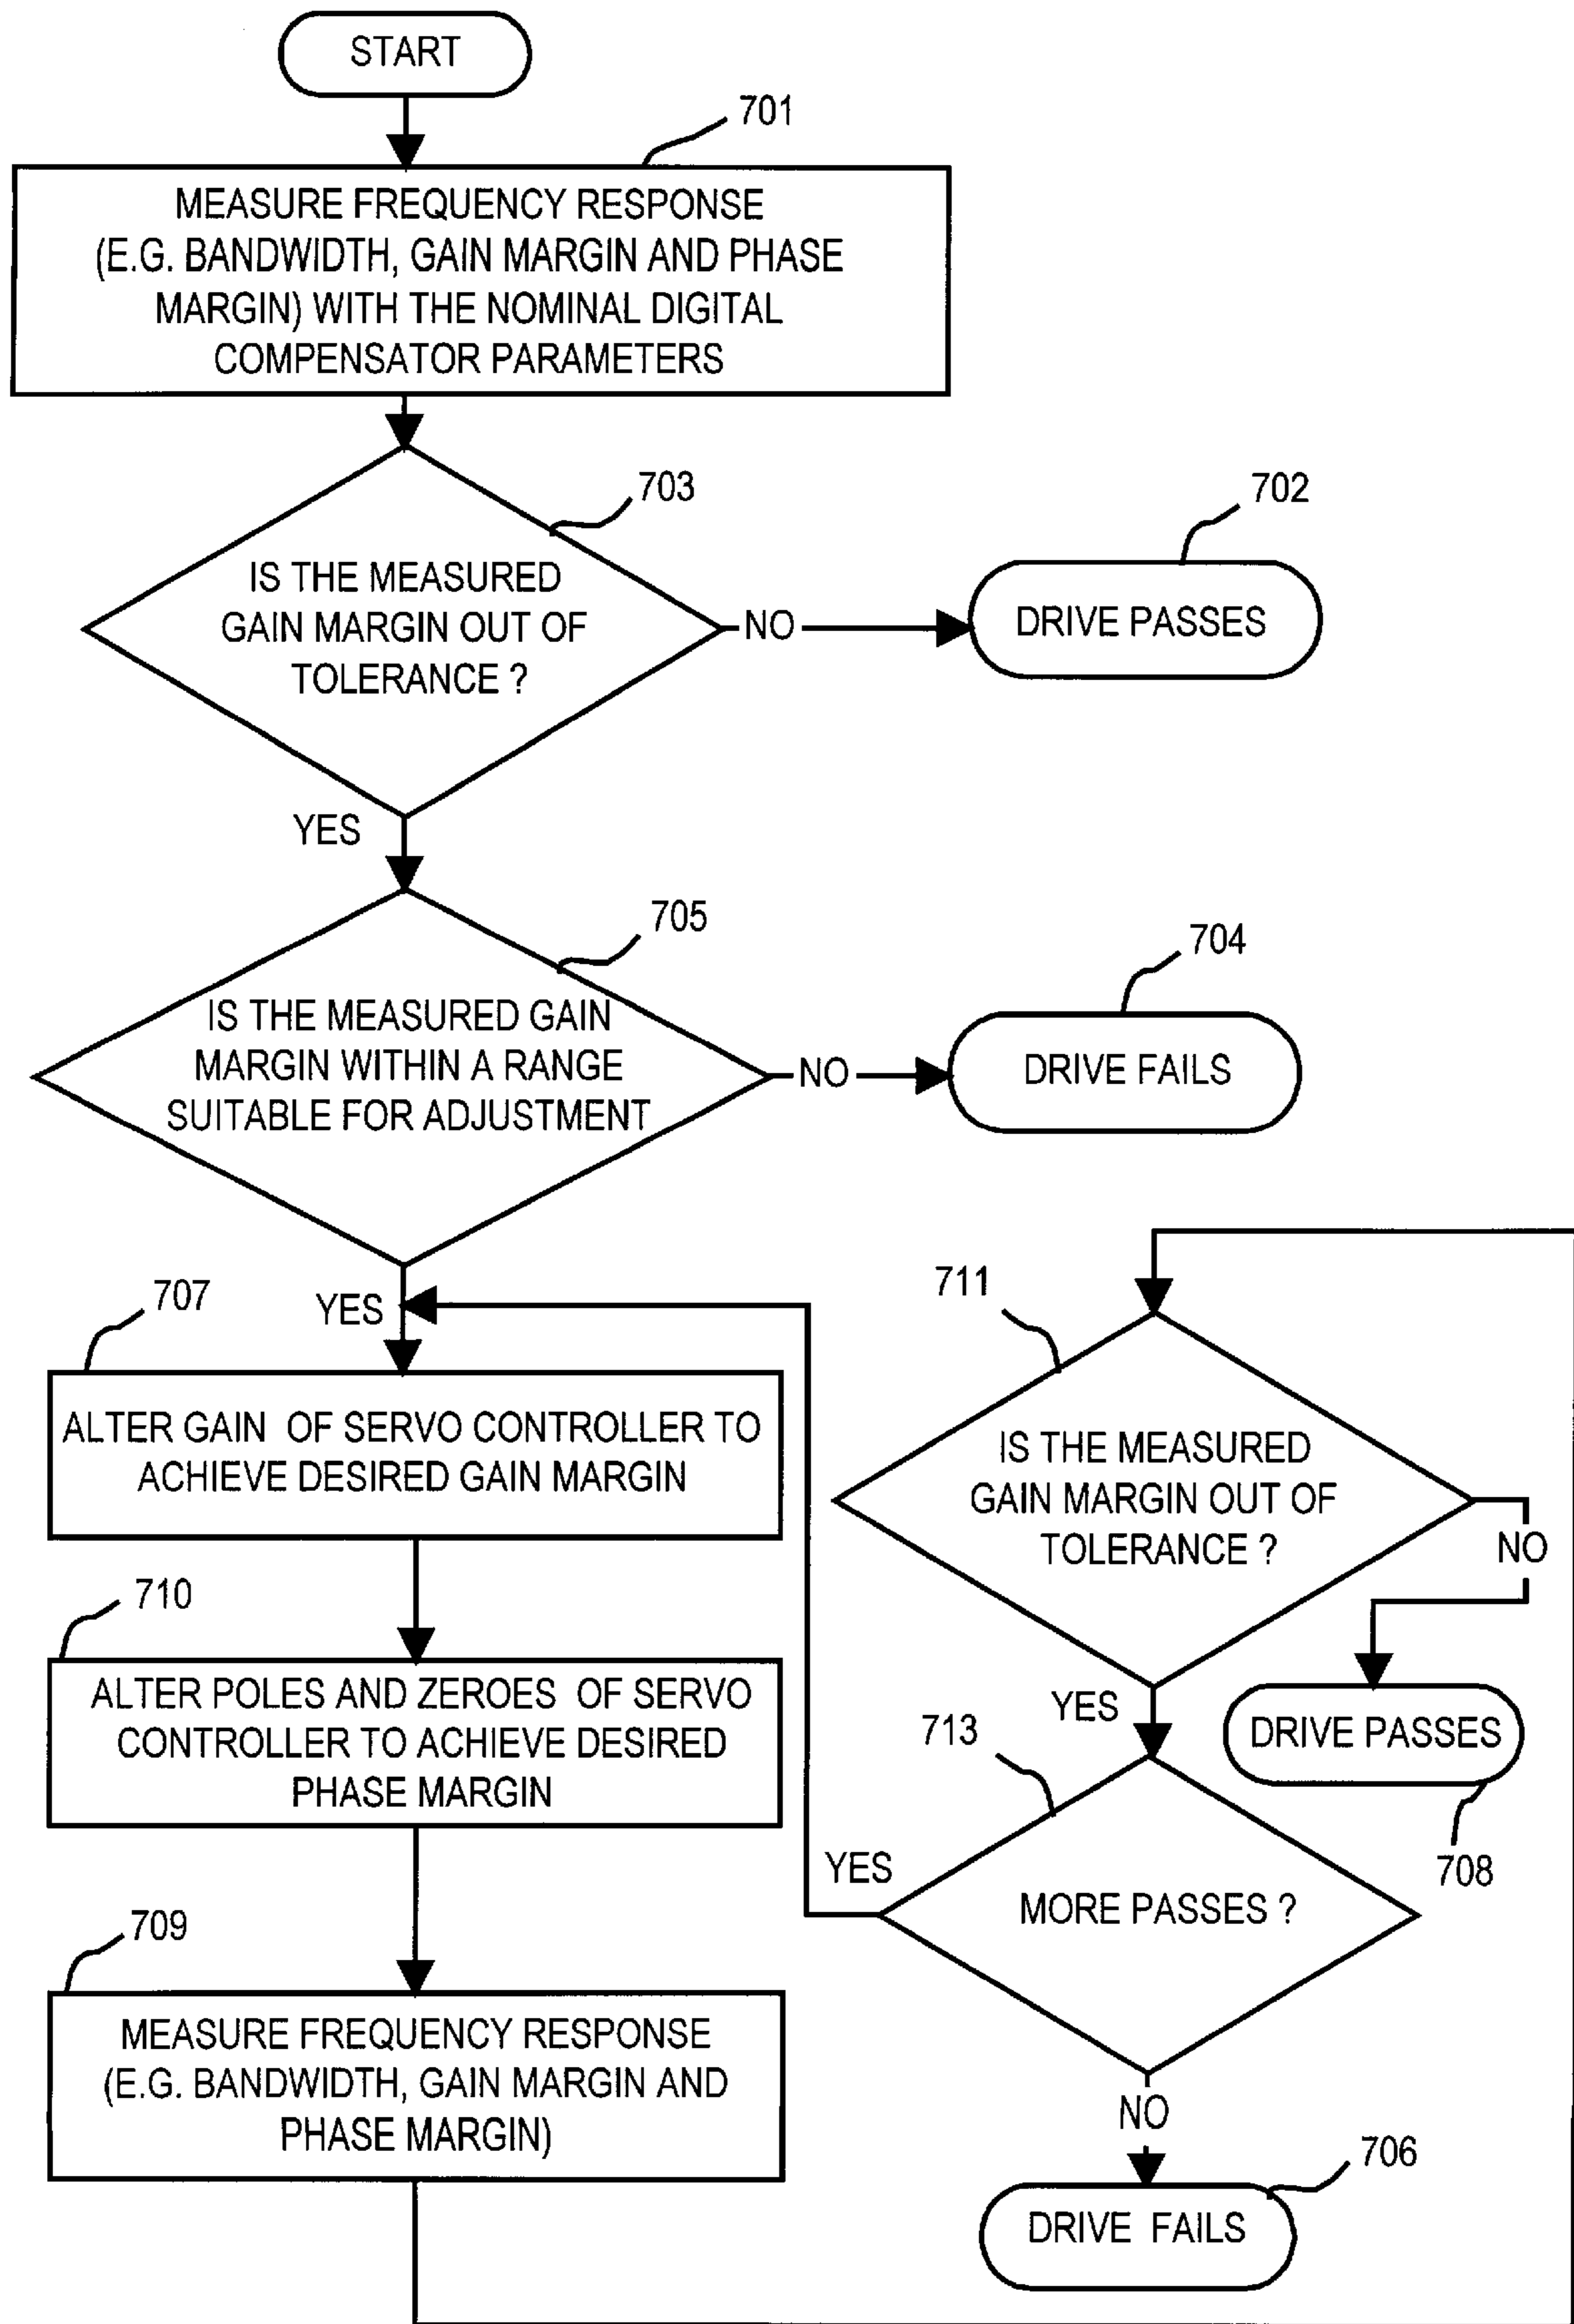 START
701
MEASURE FREQUENCY RESPONSE
(E.G. BANDWIDTH, GAIN MARGIN AND PHASE
MARGIN) WITH THE NOMINAL DIGITAL
COMPENSATOR PARAMETERS
703
IS THE MEASURED
GAIN MARGIN OUT OF
TOLERANCE ?
NO
702
DRIVE PASSES
YES
705
IS THE MEASURED GAIN
MARGIN WITHIN A RANGE
SUITABLE FOR ADJUSTMENT
NO
704
DRIVE FAILS
YES
707
ALTER GAIN OF SERVO CONTROLLER TO
ACHIEVE DESIRED GAIN MARGIN
710
ALTER POLES AND ZEROES OF SERVO
CONTROLLER TO ACHIEVE DESIRED
PHASE MARGIN
709
MEASURE FREQUENCY RESPONSE
(E.G. BANDWIDTH, GAIN MARGIN AND
PHASE MARGIN)
711
IS THE MEASURED
GAIN MARGIN OUT OF
TOLERANCE ?
NO
DRIVE PASSES
708
YES
713
MORE PASSES ?
YES
NO
706
DRIVE FAILS